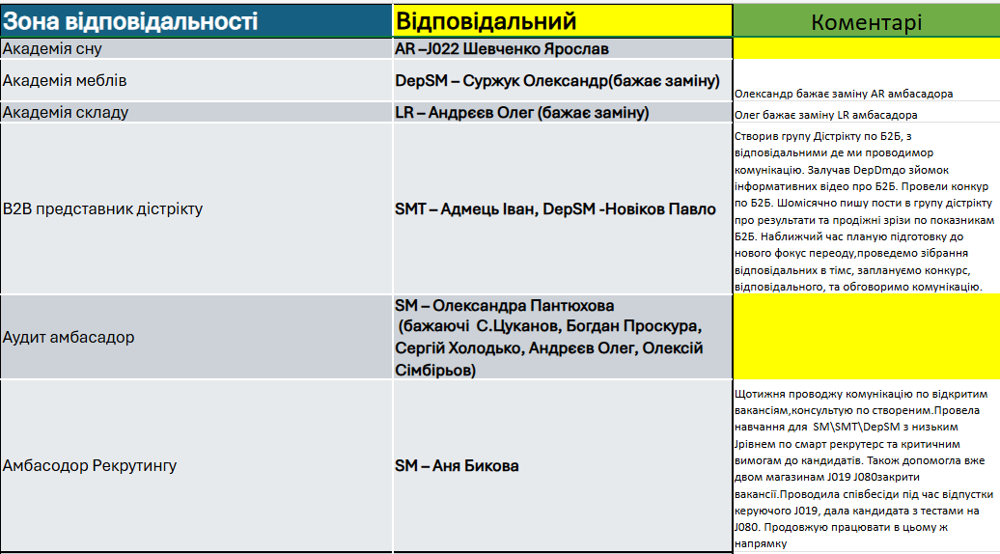 Зона відповідальності
Відповідальний
Коментарі
Академія сну
AR –J022 Шевченко Ярослав
Академія меблів
DepSM – Суржук Олександр(бажає заміну)
Олександр бажає заміну AR амбасадора
Академія складу
LR – Андрєєв Олег (бажає заміну)
Олег бажає заміну LR амбасадора
B2B представник дістрікту
SMT – Адмець Іван, DepSM -Новіков Павло
Створив групу Дістрікту по Б2Б, з
відповідальними де ми проводимор
комунікацію. Залучав DepDmдо зйомок
інформативних відео про Б2Б. Провели конкур
по Б2Б. Шомісячно пишу пости в групу дістрікту
про результати та продіжні зрізи по показникам
Б2Б. Наближчий час планую підготовку до
нового фокус переоду,проведемо зібрання
відповідальних в тімс, заплануємо конкурс,
відповідального, та обговоримо комунікацію.
Аудит амбасадор
SM – Олександра Пантюхова
(бажаючі С.Цуканов, Богдан Проскура,
Сергій Холодько, Андрєєв Олег, Олексій
Сімбірьов)
Амбасодор Рекрутингу
SM – Аня Бикова
Щотижня проводжу комунікацію по відкритим
вакансіям,консультую по створеним.Провела
навчання для SM\SMT\DepSM з низьким
Jрівнем по смарт рекрутерс та критичним
вимогам до кандидатів. Також допомогла вже
двом магазинам J019 J080закрити
вакансії.Проводила співбесіди під час відпустки
керуючого J019, дала кандидата з тестами на
J080. Продовжую працювати в цьому ж
напрямку